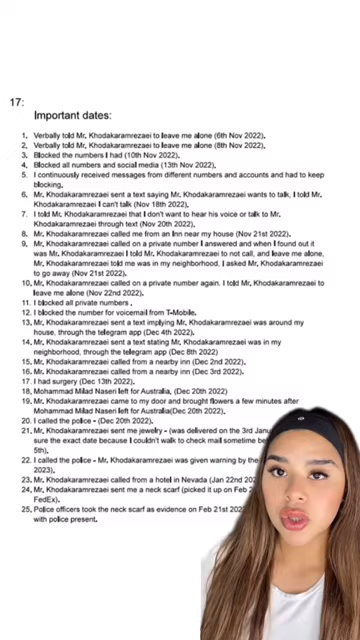 17:
Important dates:
1. Verbally told Mr. Khodakaramrezaei to leave me alone (6th Nov 2022).
2. Verbally told Mr. Khodakaramrezaei to leave me alone (8th Nov 2022).
3. Blocked the numbers I had (10th Nov 2022).
4. Blocked all numbers and social media (13th Nov 2022).
5. I continuously received messages from different numbers and accounts and had to keep
blocking.
6. Mr, Khodakaramrezaei sent a text saying Mr. Khodakaramrezaei wants to talk, I told Mr.
Khodakaramrezaei I can't talk (Nov 18th 2022).
7. I told Mr. Khodakaramrezaei that I don't want to hear his voice or talk to Mr.
Khodakaramrezaei through text (Nov 20th, 2022).
8. Mr. Khodakaramrezaei called me from an Inn near my house (Nov 21st 2022).
9. Mr, Khodakaramrezaei called on a private number I answered and when I found out it
was Mr. Khodakaramrezaei I told Mr. Khodakaramrezaei to not call, and leave me alone,
Mr, Khodakaramrezaei told me was in my neighborhood, I asked Mr. Khodakaramrezaei
to go away (Nov 21st 2022).
10. Mr, Khodakaramrezaei called on a private number again. I told Mr. Khodakaramrezaei to
leave me alone (Nov 22nd 2022).
11. I blocked all private numbers .
12. I blocked the number for voicemail from T-Mobile.
13. Mr, Khodakaramrezaei sent a text implying Mr. Khodakaramrezaei was around my
house, through the telegram app (Dec 4th 2022).
14. Mr, Khodakaramrezaei sent a text stating Mr. Khodakaramrezaei was in my
neighborhood, through the telegram app (Dec 8th 2022)
15. Mr. Khodakaramrezaei called from a nearby inn (Dec 2nd 2022).
16. Mr. Khodakaramrezaei called from a nearby inn (Dec 3rd 2022).
17. I had surgery (Dec 13th 2022).
18. Mohammad Milad Naseri left for Australia, (Dec 20th 2022)
19. Mr, Khodakaramrezaei came to my door and brought flowers a few minutes after
Mohammad Milad Naseri left for Australia(Dec 20th 2022).
20. I called the police - (Dec 20th 2022).
21. Mr, Khodakaramrezaei sent me jewelry - (was delivered on the 3rd
sure the exact date because I couldn't walk to check mail sometime
5th),
22. I called the police - Mr. Khodakaramrezaei was given warning by the
2023),
23. Mr. Khodakaramrezaei called from a hotel in Nevada (Jan 22nd
24. Mr, Khodakaramrezaei sent me a neck scarf (picked it up on Feb
FedEx).
25. Police officers took the neck scarf as evidence on Feb 21st
with police present.